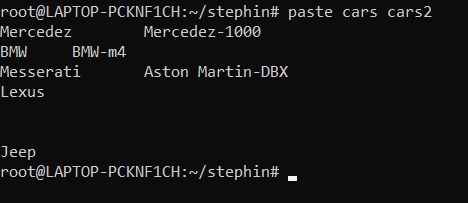 root@LAPTOP-PCKNF1CH:~/stephin# paste cars cars2
Mercedez Mercedez-1000
BMW BMW-m4
Messerati Aston Martin-DBX
Lexus
Jeep
root@LAPTOP-PCKNF1CH:~/stephin#